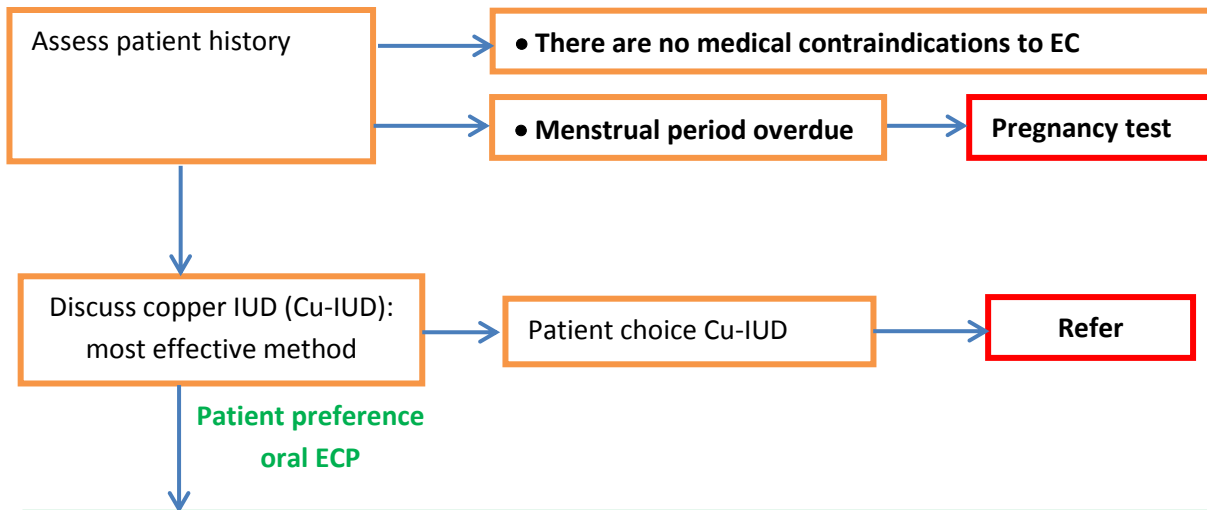 Assess patient history
• There are no medical contraindications to EC
• Menstrual period overdue
Pregnancy test
Discuss copper IUD (Cu-IUD):
most effective method
Patient choice Cu-IUD
Refer
Patient preference
oral ECP